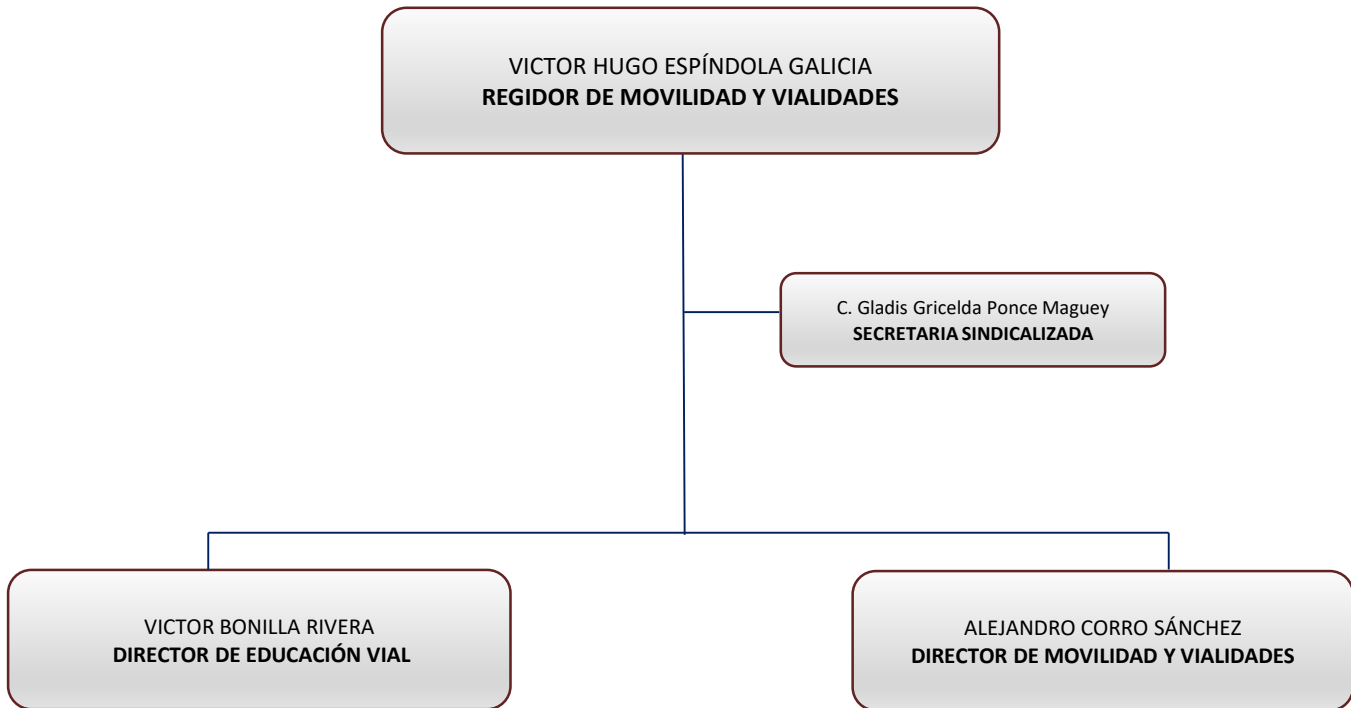 VICTOR HUGO ESPÍNDOLA GALICIA
REGIDOR DE MOVILIDAD Y VIALIDADES
C. Gladis Gricelda Ponce Maguey
SECRETARIA SINDICALIZADA
VICTOR BONILLA RIVERA
DIRECTOR DE EDUCACIÓN VIAL
ALEJANDRO CORRO SÁNCHEZ
DIRECTOR DE MOVILIDAD Y VIALIDADES